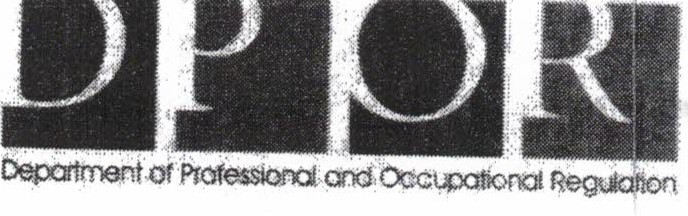 DPOR
Department of Professional and Occupational Regulation